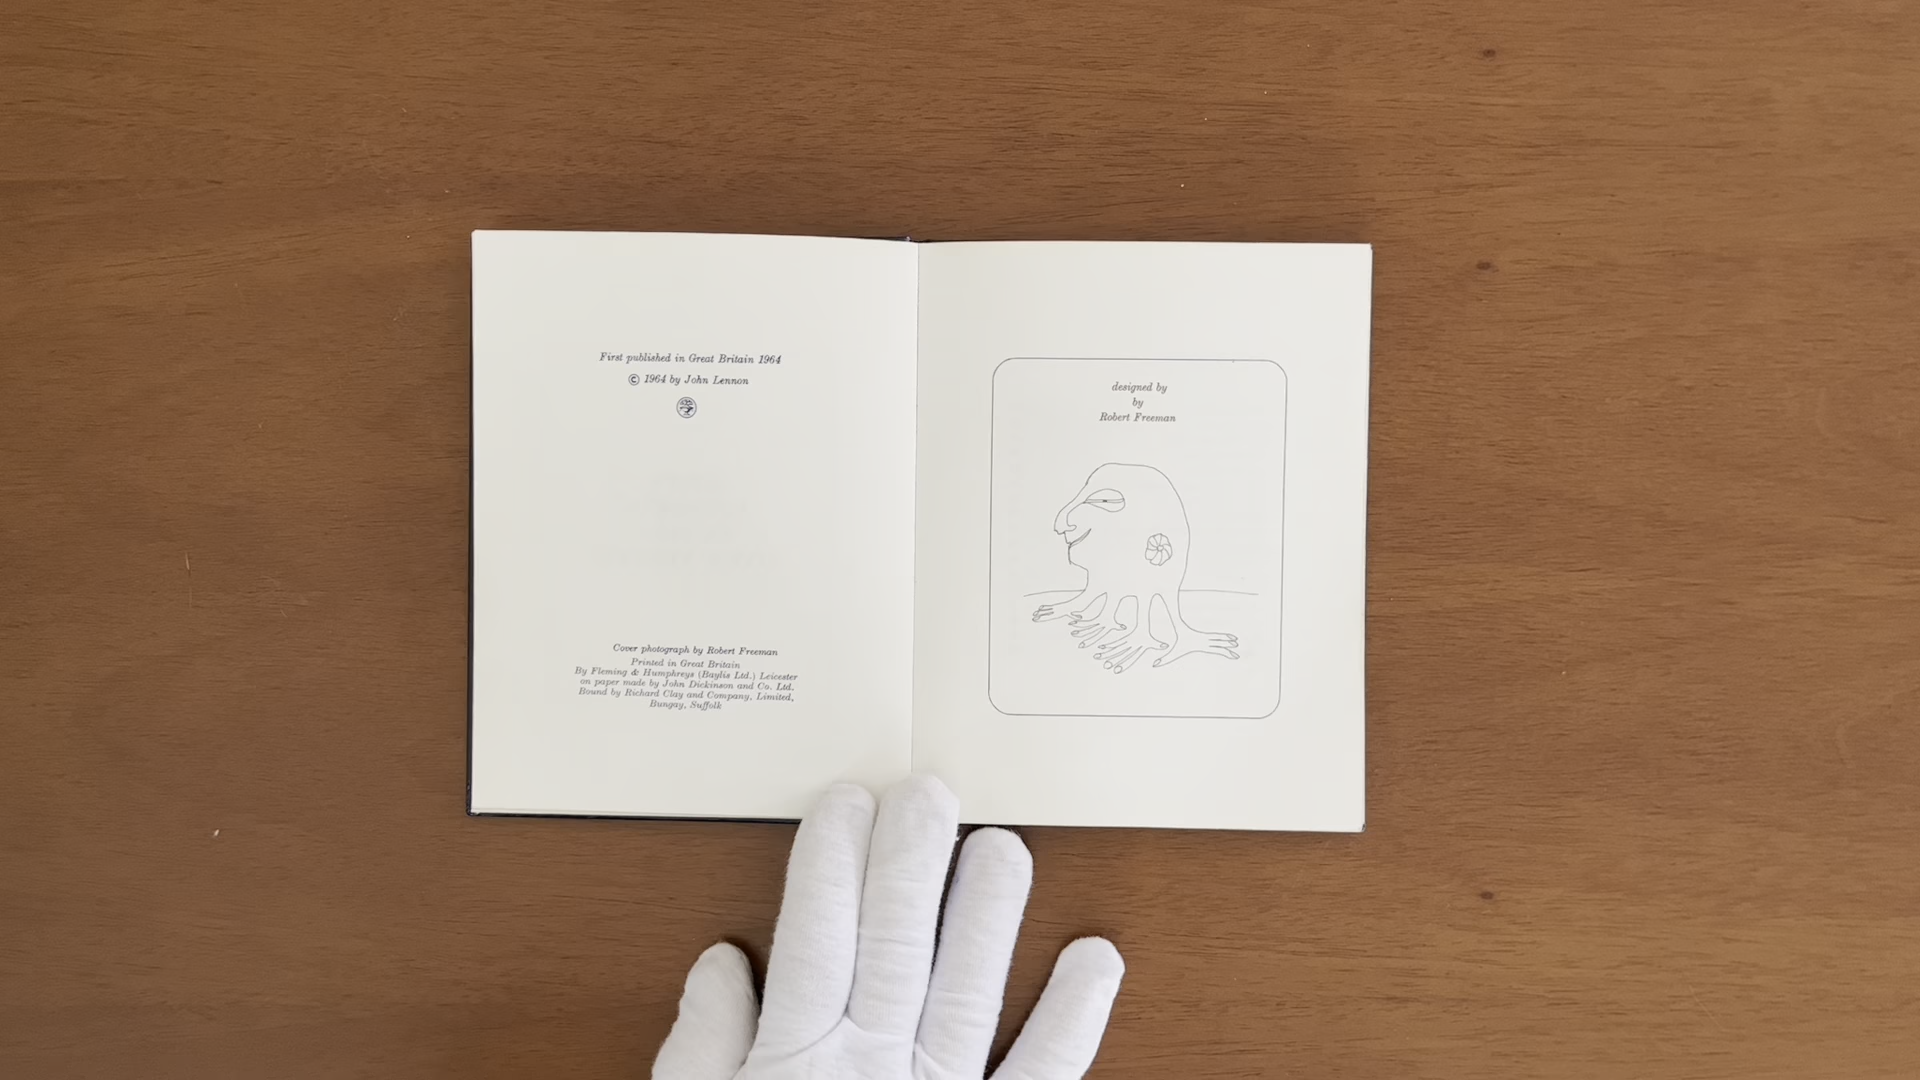 First published in Great Britain 1964
© 1964 by John Lennon
Cover photograph by Robert Freeman
Printed in Great Britain
By Fleming & Humphreys (Baylis Ltd.) Leicester
on paper made by John Dickinson and Co. Ltd.
Bound by Richard Clay and Company, Limited,
Bungay, Suffolk
designed by
by
Robert Freeman